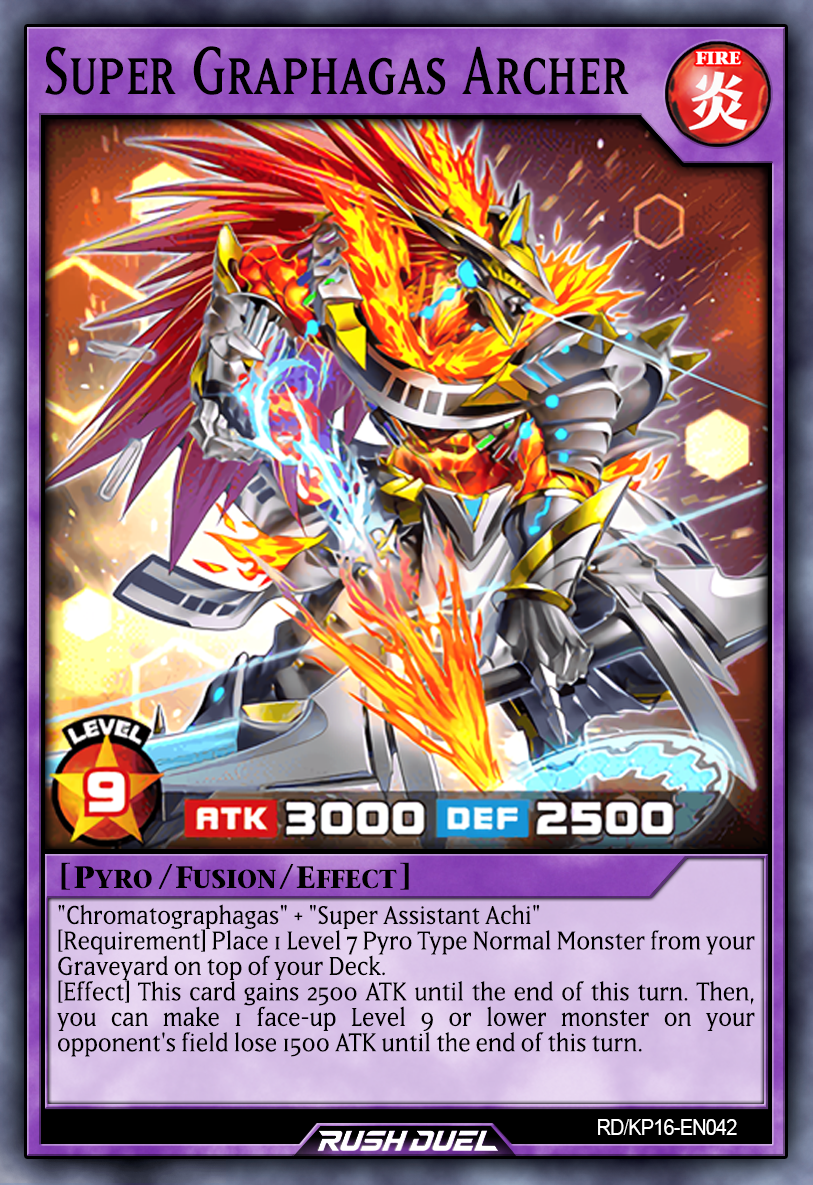 Super Graphagas Archer
FIRE
炎
LEVEL
9
ATK 3000 DEF 2500
[Pyro/Fusion/Effect]
"Chromatographagas" + "Super Assistant Achi"
[Requirement] Place 1 Level 7 Pyro Type Normal Monster from your
Graveyard on top of your Deck.
[Effect] This card gains 2500 ATK until the end of this turn. Then,
you can make 1 face-up Level 9 or lower monster on your
opponent's field lose 1500 ATK until the end of this turn.
RD/KP16-EN042
RUSH DUEL